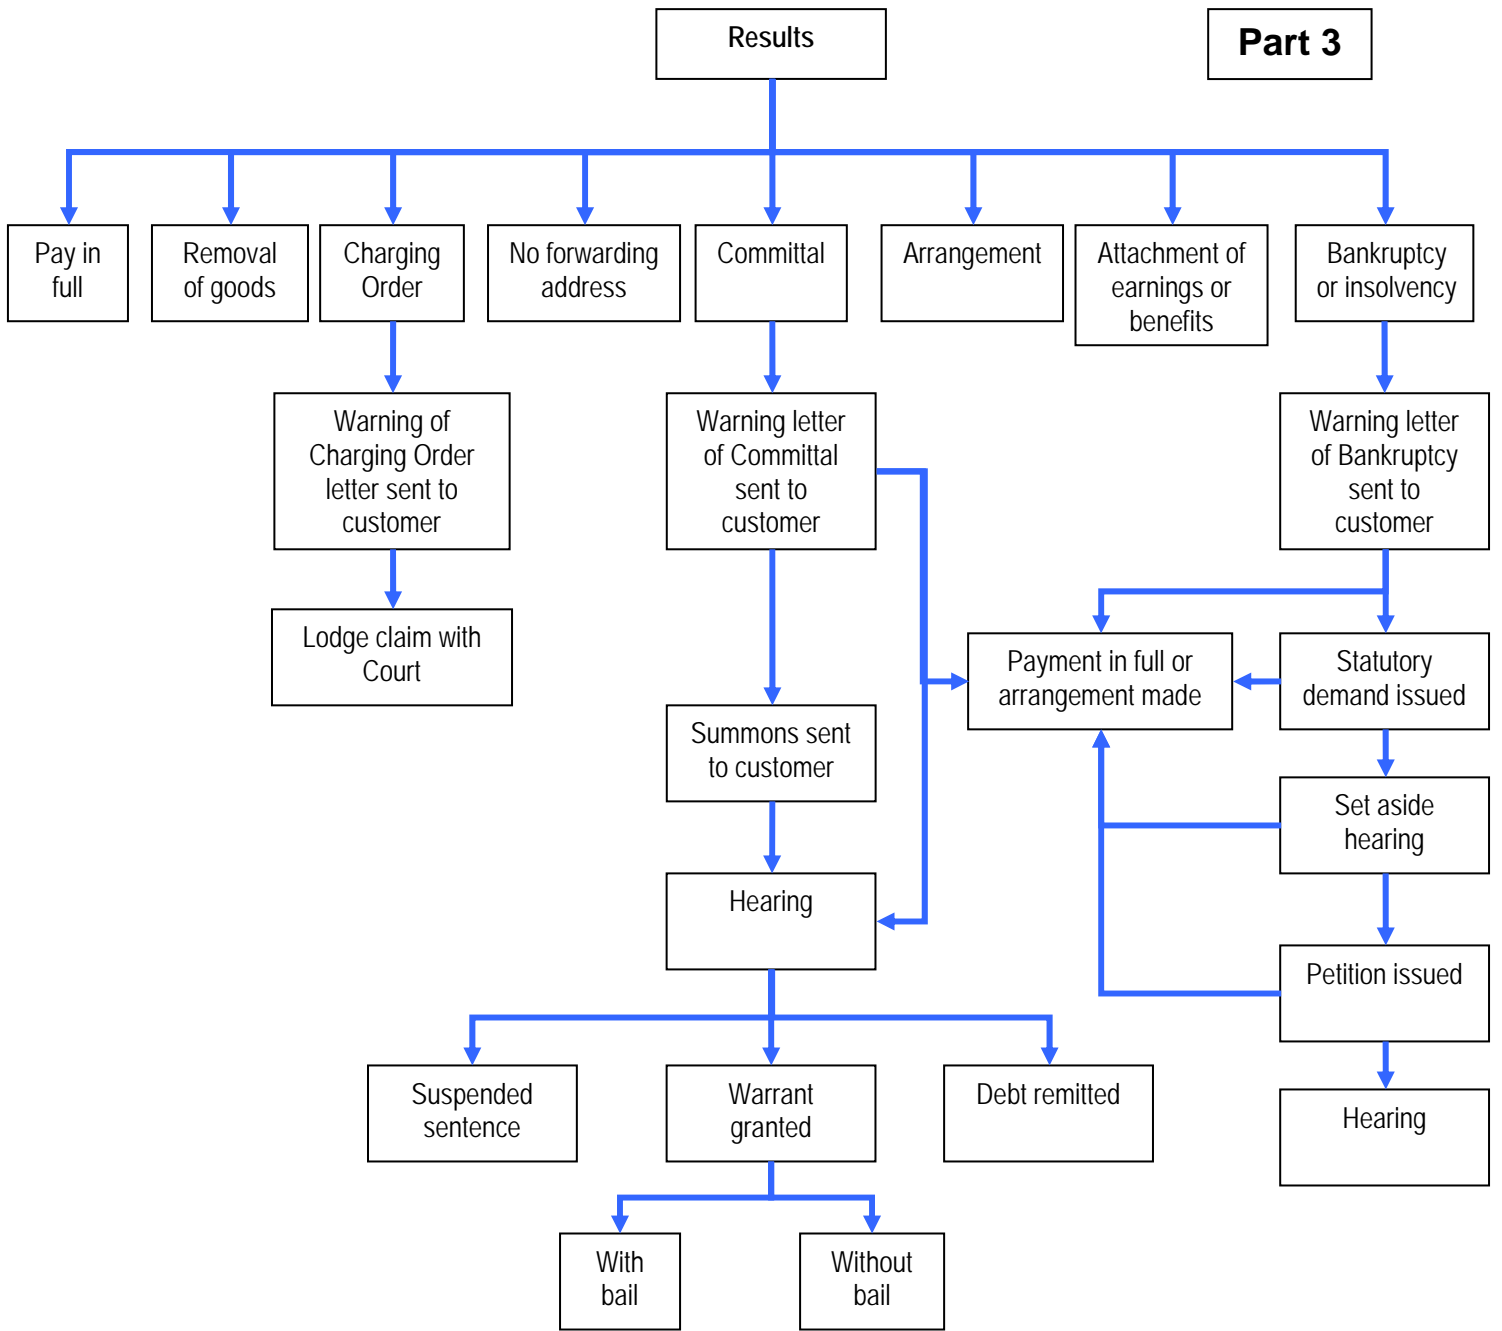 Results
Part 3
Pay in
full
Removal
of goods
Charging
Order
No forwarding
address
Committal
Arrangement
Attachment of
earnings or
benefits
Bankruptcy
or insolvency
Warning of
Charging Order
letter sent to
customer
Warning letter
of Committal
sent to
customer
Warning letter
of Bankruptcy
sent to
customer
Lodge claim with
Court
Payment in full or
arrangement made
Statutory
demand issued
Summons sent
to customer
Set aside
hearing
Hearing
Petition issued
Suspended
sentence
Warrant
granted
Debt remitted
Hearing
With
bail
Without
bail